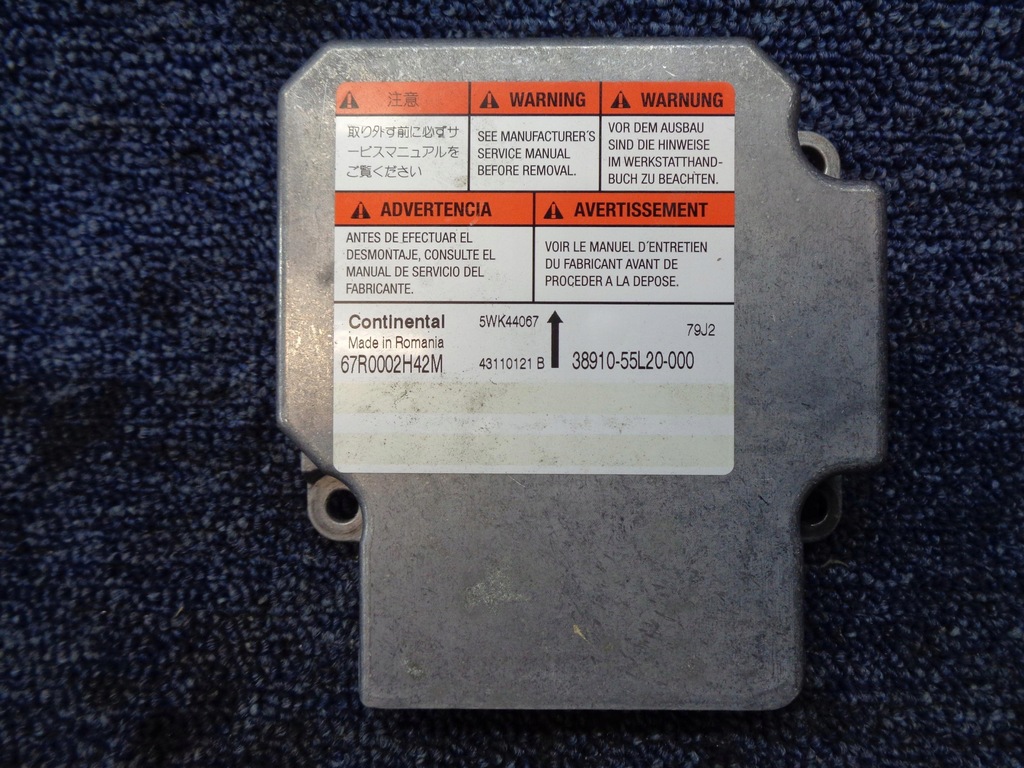 注意
取り外す前に必ずサ
ービスマニュアルを
ご覧ください
WARNING
SEE MANUFACTURER´S
SERVICE MANUAL
BEFORE REMOVAL.
WARNUNG
VOR DEM AUSBAU
SIND DIE HINWEISE
IM WERKSTATTHAND-
BUCH ZU BEACHTEN.
ADVERTENCIA
ANTES DE EFECTUAR EL
DESMONTAJE, CONSULTE EL
MANUAL DE SERVICIO DEL
FABRICANTE.
AVERTISSEMENT
VOIR LE MANUEL D´ENTRETIEN
DU FABRICANT AVANT DE
PROCEDER A LA DEPOSE.
Continental 5WK44067 79J2
Made in Romania
67R0002H42M 43110121 B 38910-55L20-000